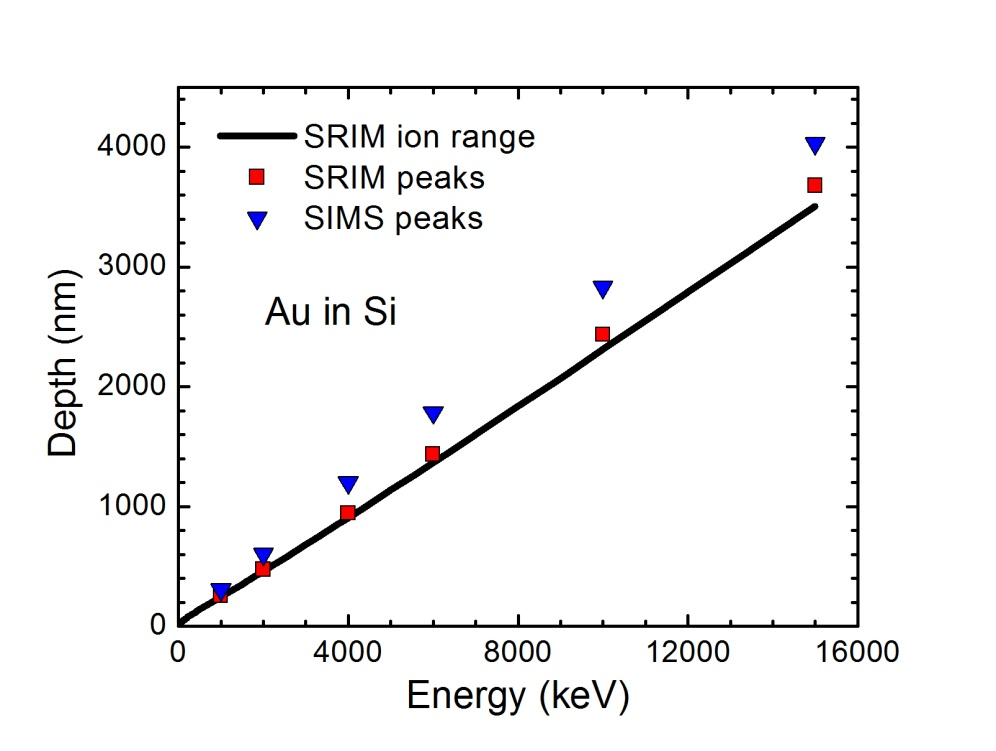 SRIM ion range
SRIM peaks
SIMS peaks
Au in Si
Depth (nm)
4000
3000
2000
1000
0
0 4000 8000 12000 16000
Energy (keV)